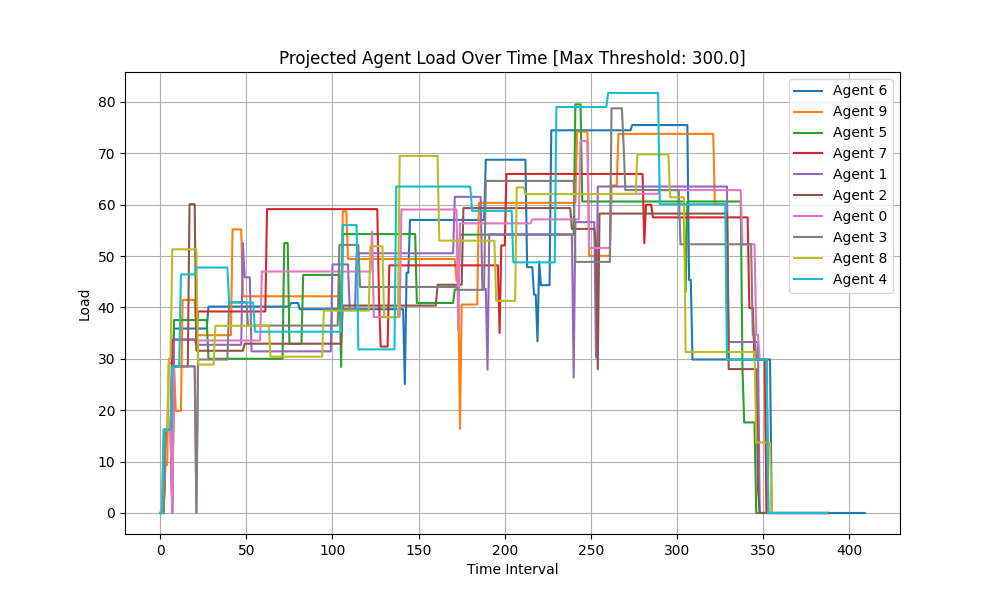 Projected Agent Load Over Time [Max Threshold: 300.0]
Load
80
70
60
50
40
30
20
10
0
0 50 100 150 200 250 300 350 400
Time Interval
Agent 6
Agent 9
Agent 5
Agent 7
Agent 1
Agent 2
Agent 0
Agent 3
Agent 8
Agent 4